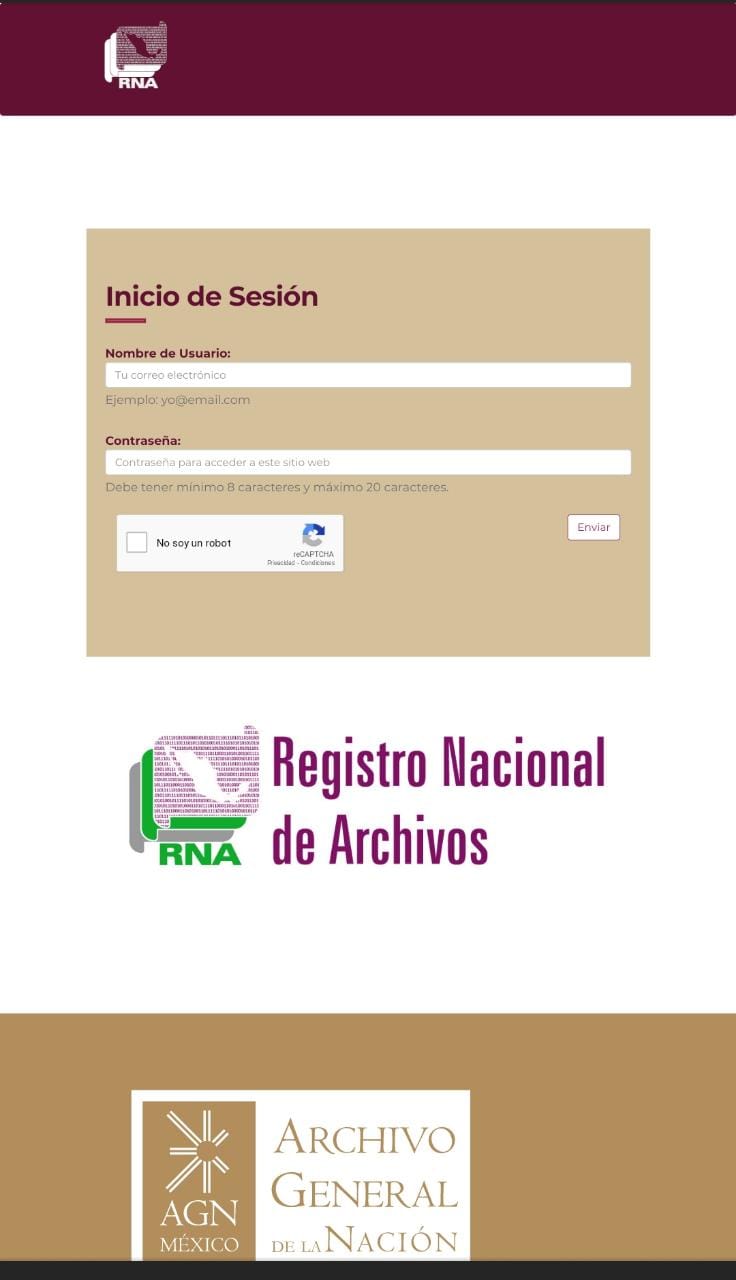 RNA
Inicio de Sesión
Nombre de Usuario:
Tu correo electrónico
Ejemplo: yo@email.com
Contraseña:
Contraseña para acceder a este sitio web
Debe tener mínimo 8 caracteres y máximo 20 caracteres.
No soy un robot
reCAPTCHA
Privacidad - Condiciones
Enviar
Registro Nacional
de Archivos
RNA
ARCHIVO
GENERAL
DE LA NACIÓN
AGN
MÉXICO